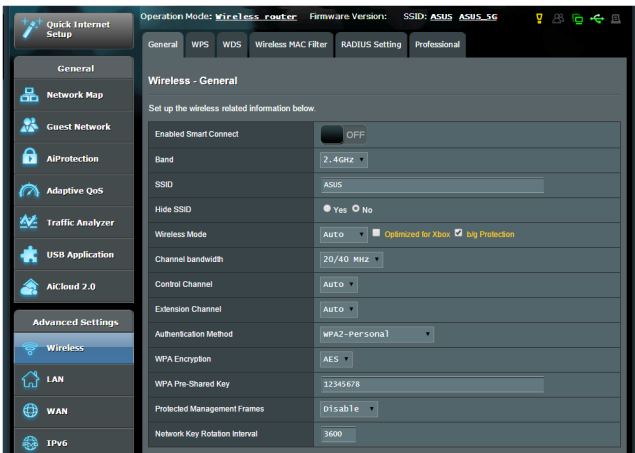 Quick Internet Setup
Operation Mode: Wireless router Firmware Version: SSID: ASUS ASUS_5G
General WPS WDS Wireless MAC Filter RADIUS Setting Professional
General
Network Map
Guest Network
AiProtection
Adaptive QoS
Traffic Analyzer
USB Application
AiCloud 2.0
Advanced Settings
Wireless
LAN
WAN
IPv6
Wireless - General
Set up the wireless related information below.
Enabled Smart Connect OFF
Band 2.4GHz
SSID ASUS
Hide SSID Yes No
Wireless Mode Auto Optimized for Xbox b/g Protection
Channel bandwidth 20/40 MHz
Control Channel Auto
Extension Channel Auto
Authentication Method WPA2-Personal
WPA Encryption AES
WPA Pre-Shared Key 12345678
Protected Management Frames Disable
Network Key Rotation Interval 3600